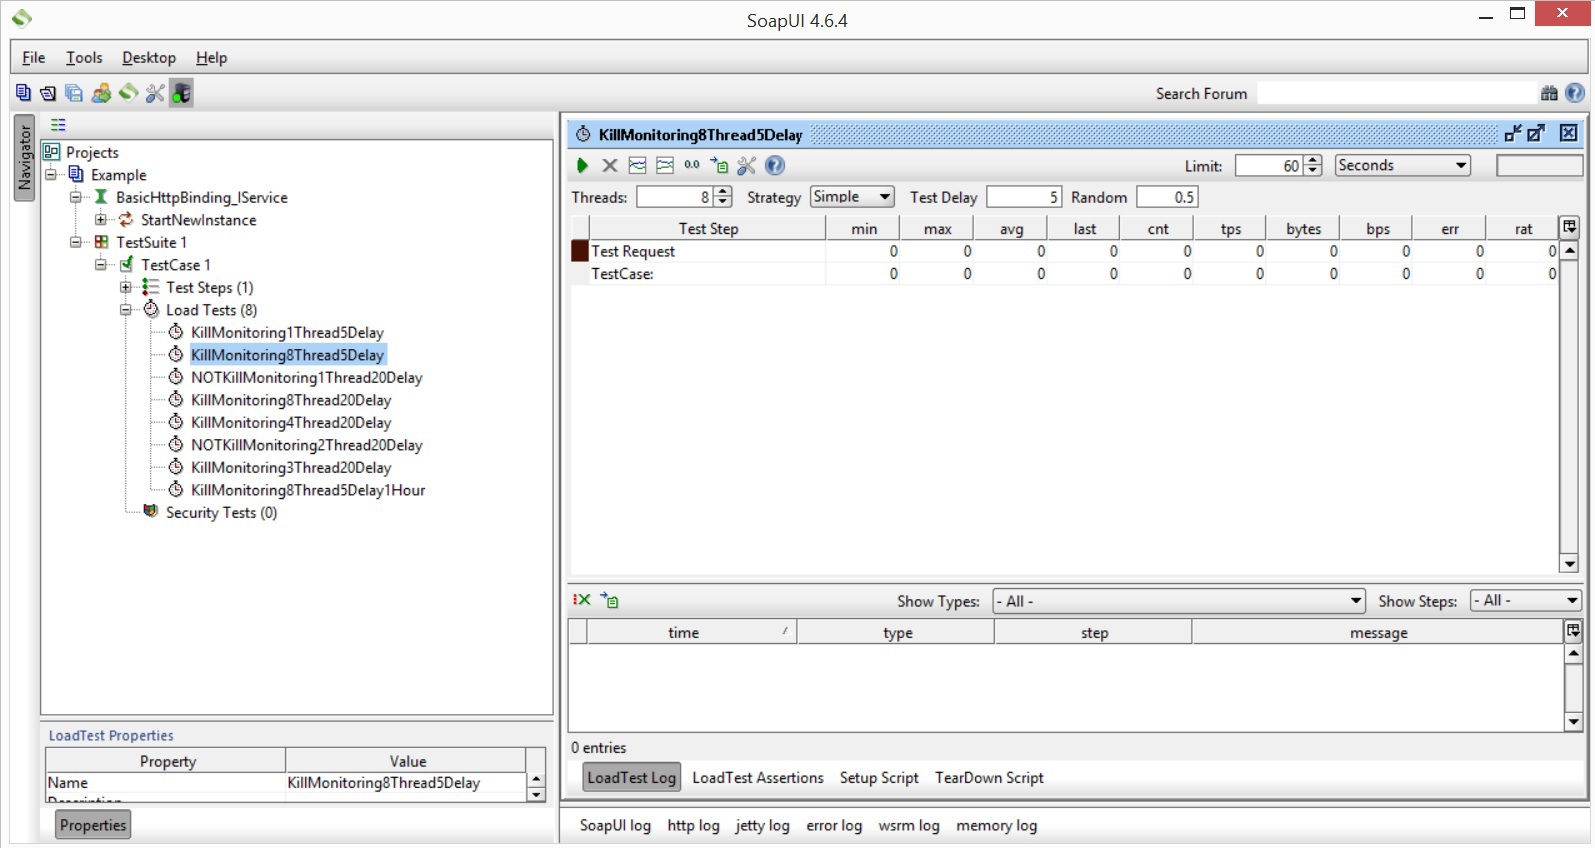 SoapUI 4.6.4
File Tools Desktop Help
Search Forum
Navigator
Projects
Example
BasicHttpBinding_IService
StartNewInstance
TestSuite 1
TestCase 1
Test Steps (1)
Load Tests (8)
KillMonitoring1Thread5Delay
KillMonitoring8Thread5Delay
NOTKillMonitoring1Thread20Delay
KillMonitoring8Thread20Delay
KillMonitoring4Thread20Delay
NOTKillMonitoring2Thread20Delay
KillMonitoring3Thread20Delay
KillMonitoring8Thread5Delay1Hour
Security Tests (0)
LoadTest Properties
Property Value
Name KillMonitoring8Thread5Delay
Description
Properties
KillMonitoring8Thread5Delay
0.0 Limit: 60 Seconds
Threads: 8 Strategy Simple Test Delay 5 Random 0.5
Test Step min max avg last cnt tps bytes bps err rat
Test Request 0 0 0 0 0 0 0 0 0 0
TestCase: 0 0 0 0 0 0 0 0 0 0
Show Types: - All - Show Steps: - All -
time type step message
0 entries
LoadTest Log LoadTest Assertions Setup Script TearDown Script
SoapUI log http log jetty log error log wsrm log memory log